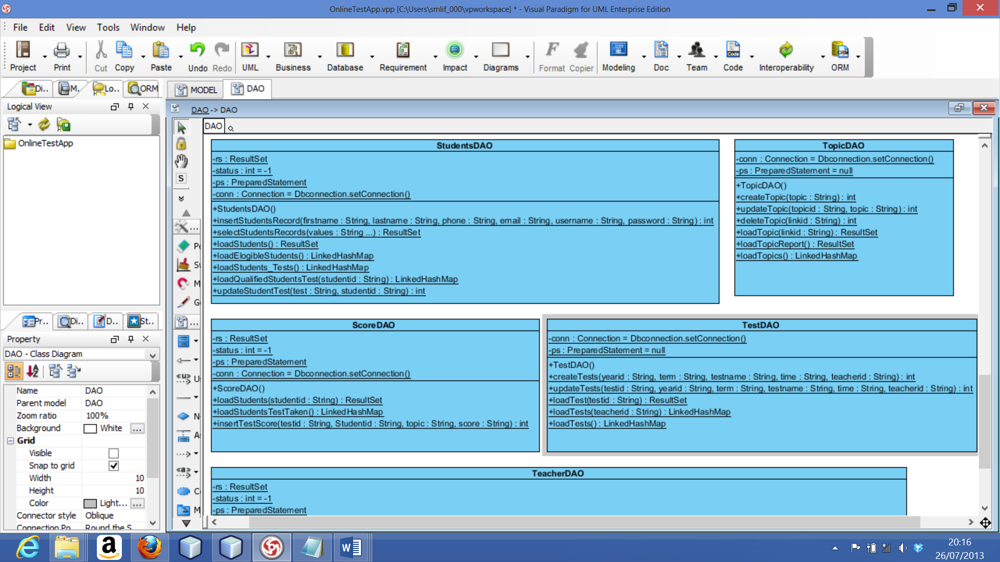 OnlineTestApp.vpp [C:\Users\smlif_000\vpworkspace] * - Visual Paradigm for UML Enterprise Edition
File Edit View Tools Window Help
Project Print Cut Copy Paste Undo Redo UML Business Database Requirement Impact Diagrams Format Copier Modeling Doc Team Code Interoperability ORM
Di.. M. Lo.. ORM
MODEL DAO
Logical View
DAO -> DAO
DAO
OnlineTestApp
StudentsDAO
-rs : ResultSet
-status : int = -1
-ps : PreparedStatement
-conn : Connection = Dbconnection.setConnection()
+StudentsDAO()
+insertStudentsRecord(firstname : String, lastname : String, phone : String, email : String, username : String, password : String) : int
+selectStudentsRecords(values : String ...) : ResultSet
+loadStudents() : ResultSet
+loadElogibleStudents() : LinkedHashMap
+loadStudents_Tests() : LinkedHashMap
+loadQualifiedStudentsTest(studentid : String) : LinkedHashMap
+updateStudentTest(test : String, studentid : String) : int
TopicDAO
-conn : Connection = Dbconnection.setConnection()
-ps : PreparedStatement = null
+TopicDAO()
+createTopic(topic : String) : int
+updateTopic(topicid : String, topic : String) : int
+deleteTopic(linkid : String) : int
+loadTopic(linkid : String) : ResultSet
+loadTopicReport() : ResultSet
+loadTopics() : LinkedHashMap
ScoreDAO
-rs : ResultSet
-status : int = -1
-ps : PreparedStatement
-conn : Connection = Dbconnection.setConnection()
+ScoreDAO()
+loadStudents(studentid : String) : ResultSet
+loadStudentsTestTaken() : LinkedHashMap
+insertTestScore(testid : String, Studentid : String, topic : String, score : String) : int
TestDAO
-conn : Connection = Dbconnection.setConnection()
-ps : PreparedStatement = null
+TestDAO()
+createTests(yearid : String, term : String, testname : String, time : String, teacherid : String) : int
+updateTests(testid : String, yearid : String, term : String, testname : String, time : String, teacherid : String) : int
+loadTest(testid : String) : ResultSet
+loadTests(teacherid : String) : LinkedHashMap
+loadTests() : LinkedHashMap
TeacherDAO
-rs : ResultSet
-status : int = -1
-ps : PreparedStatement
Pr.. Di.. D.. St..
Property
DAO - Class Diagram
Name DAO
Parent model DAO
Zoom ratio 100%
Background White ...
Grid
Visible
Snap to grid
Width 10
Height 10
Color Light... ...
Connector style Oblique
Connection Po Round the S
S
...
...
«u»
«a»
20:16
26/07/2013